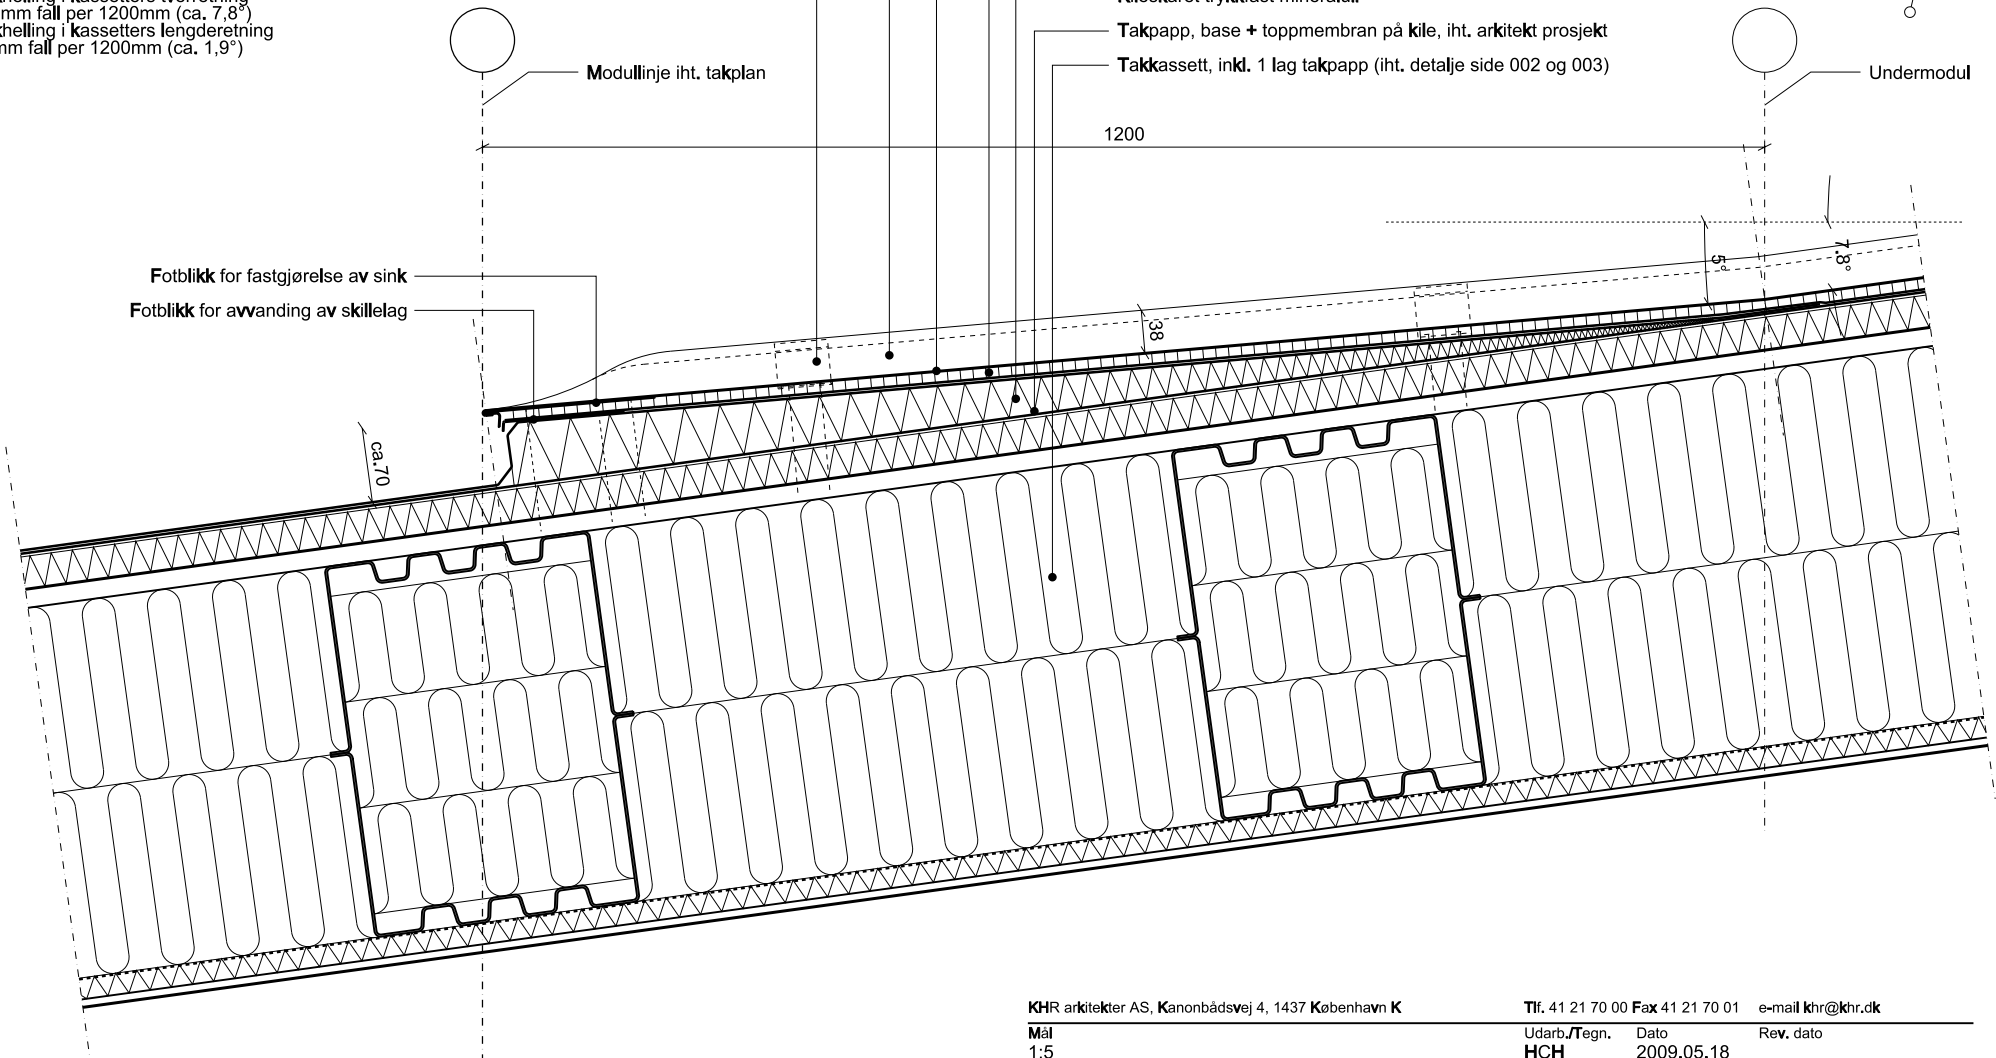 mm fall per 1200mm (ca. 7,8°)
helling i kassetters lengderetning
mm fall per 1200mm (ca. 1,9°)
Takpapp, base + toppmembran på kile, iht. arkitekt prosjekt
Takkassett, inkl. 1 lag takpapp (iht. detalje side 002 og 003)
Modullinje iht. takplan
Undermodul
1200
5°
7.8°
Fotblikk for fastgjørelse av sink
Fotblikk for avvanding av skillelag
38
ca.70
KHR arkitekter AS, Kanonbådsvej 4, 1437 København K
Tlf. 41 21 70 00 Fax 41 21 70 01 e-mail khr@khr.dk
Mål
Udarb./Tegn. Dato Rev. dato
1:5
HCH 2009.05.18